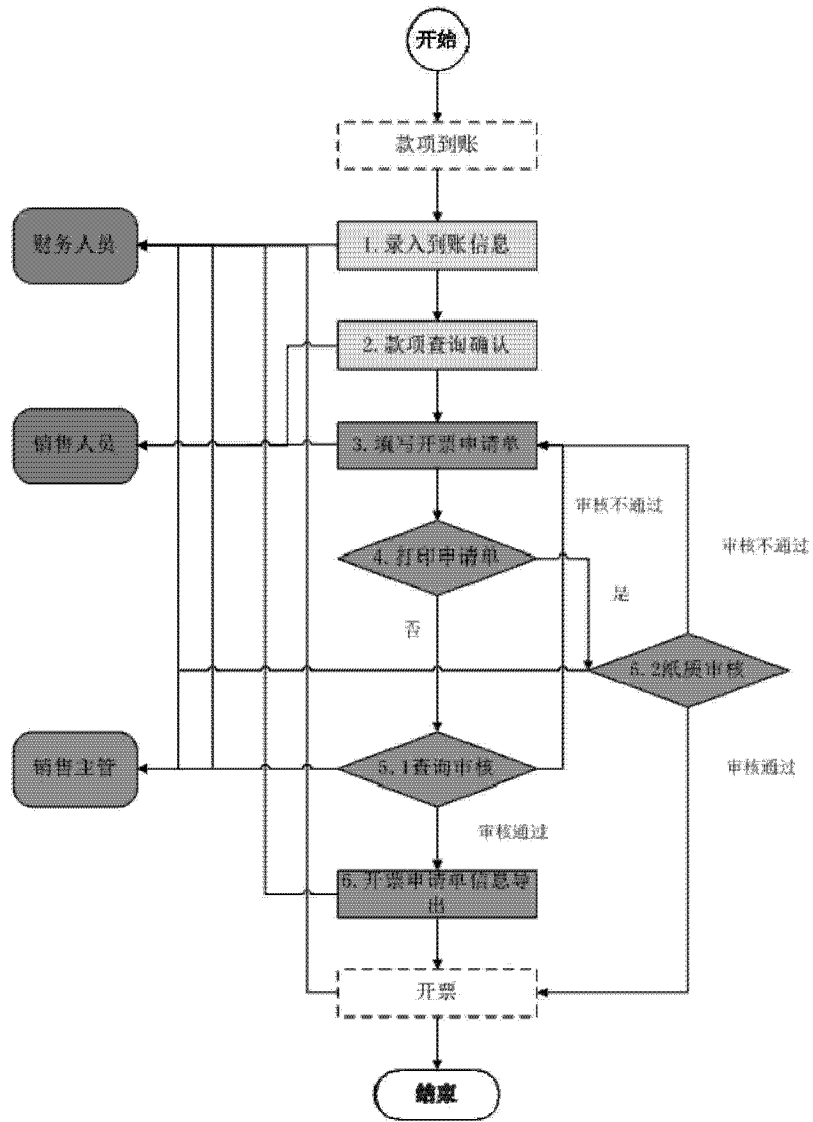 开始
款项到账
财务人员
1.录入到账信息
2.款项查询确认
销售人员
3.填写开票申请单
审核不通过
审核不通过
4.打印申请单
是
否
5.2纸质审核
销售主管
5.1查询审核
审核通过
审核通过
6.开票申请单信息导
出
开票
结束